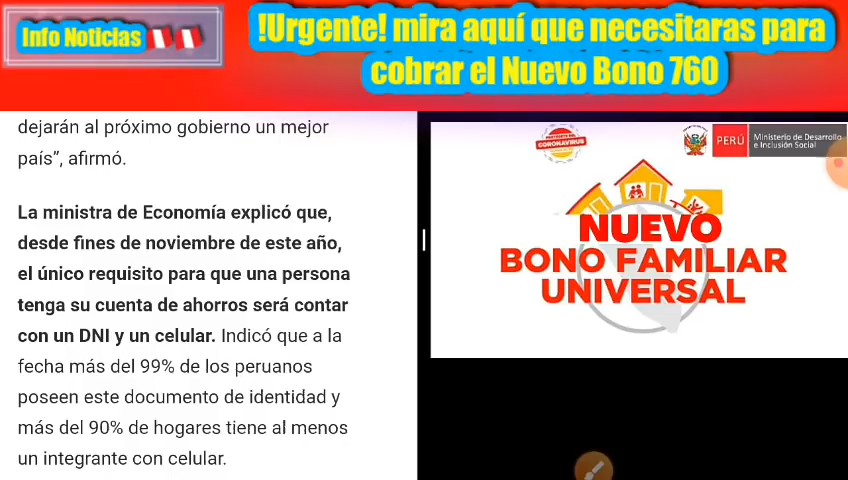 Info Noticias
!Urgente! mira aquí que necesitaras para
cobrar el Nuevo Bono 760
dejarán al próximo gobierno un mejor
país”, afirmó.
La ministra de Economía explicó que,
desde fines de noviembre de este año,
el único requisito para que una persona
tenga su cuenta de ahorros será contar
con un DNI y un celular. Indicó que a la
fecha más del 99% de los peruanos
poseen este documento de identidad y
más del 90% de hogares tiene al menos
un integrante con celular.
CORONAVIRUS
PERÚ
Ministerio de Desarrollo
e Inclusión Social
NUEVO
BONO FAMILIAR
UNIVERSAL